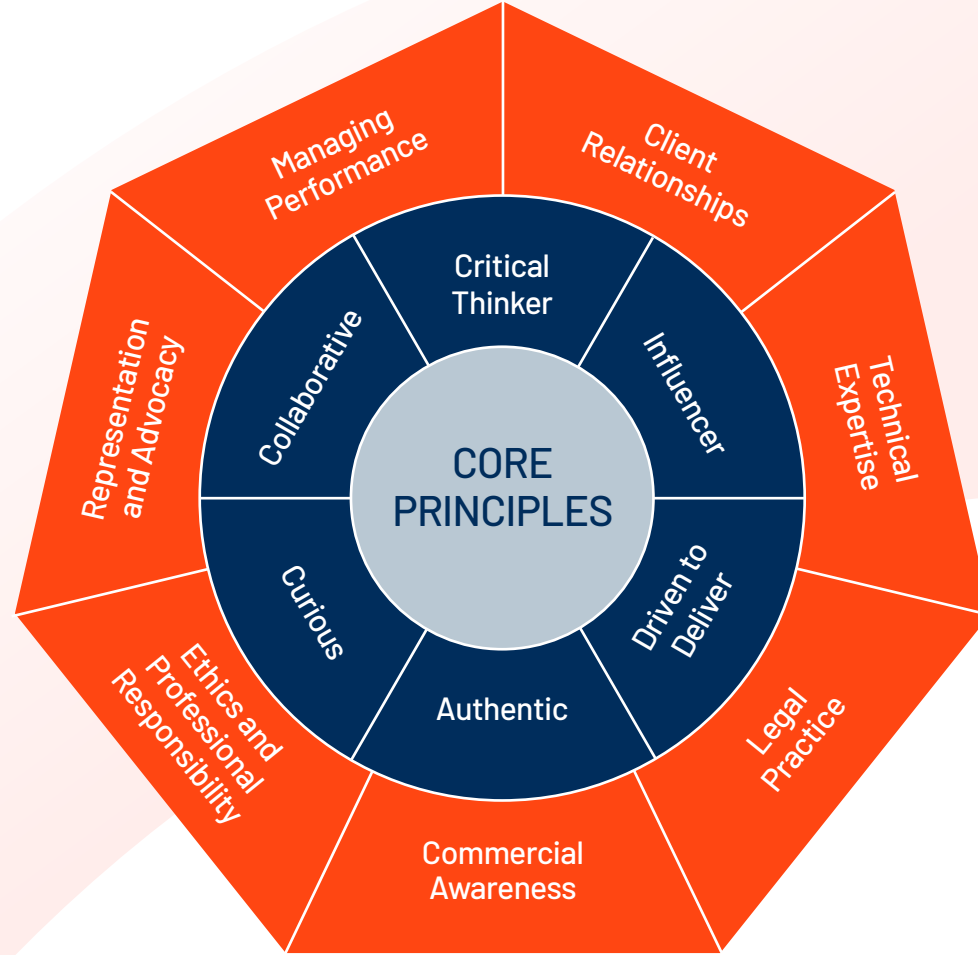 Managing
Performance
Client
Relationships
Critical
Thinker
Collaborative
Influencer
Representation
and Advocacy
Technical
Expertise
CORE
PRINCIPLES
Curious
Driven to
Deliver
Authentic
Ethics and
Professional
Responsibility
Legal
Practice
Commercial
Awareness